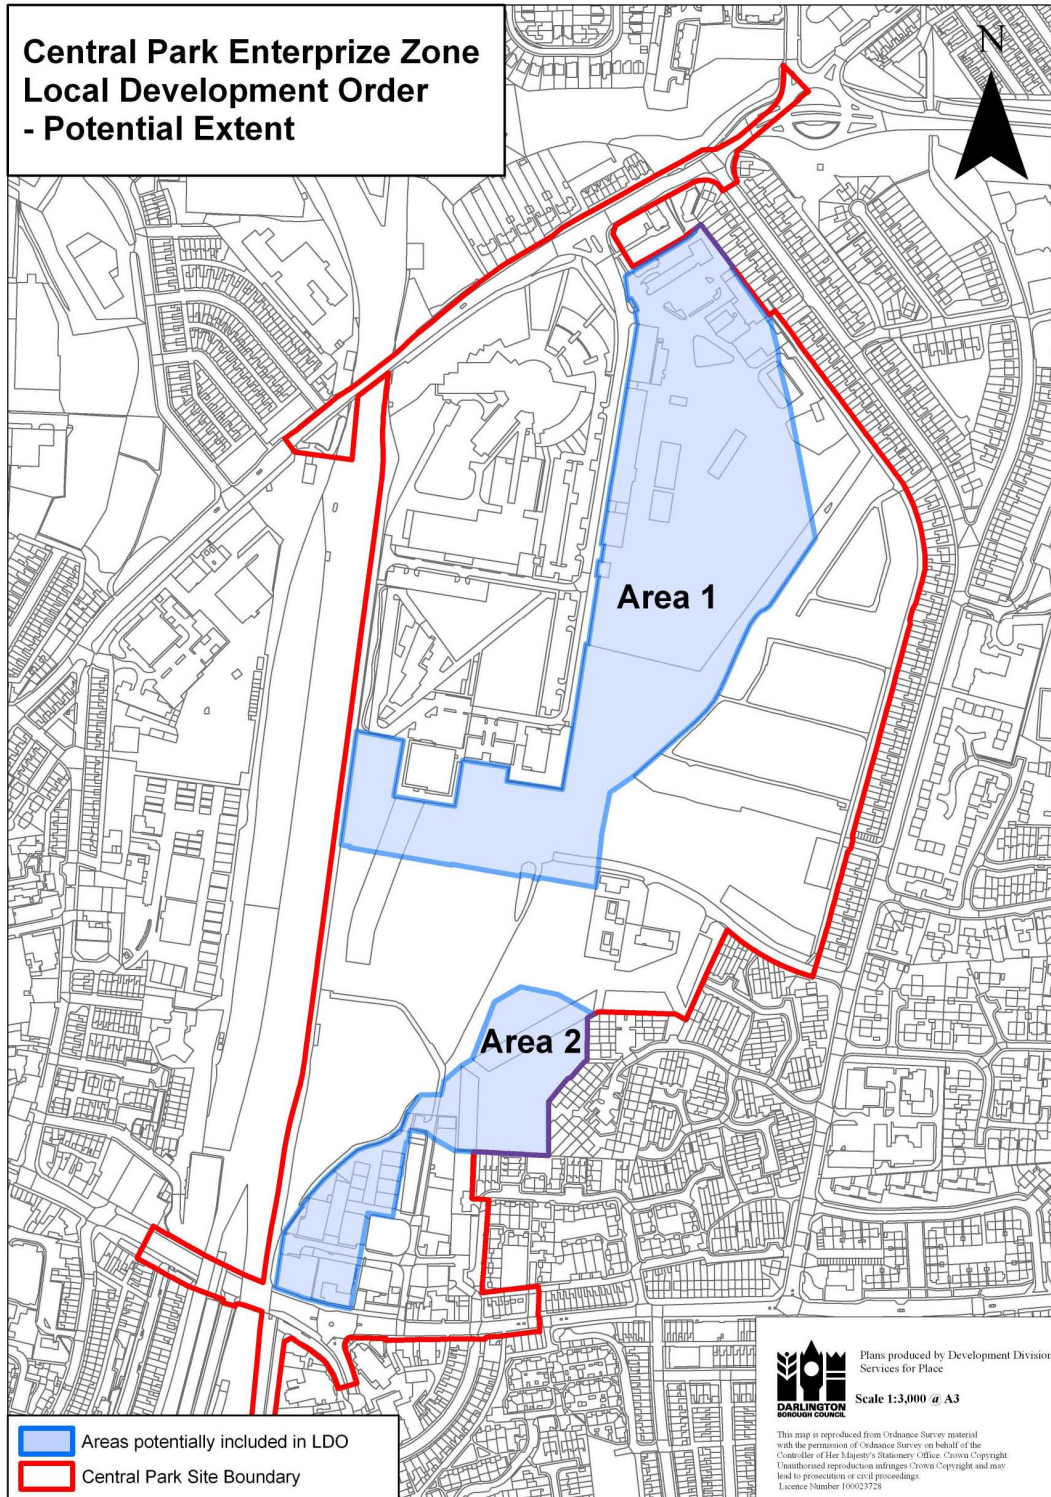 Central Park Enterprize Zone
Local Development Order
- Potential Extent
N
Area 1
Area 2
Areas potentially included in LDO
Central Park Site Boundary
DARLINGTON
BOROUGH COUNCIL
Plans produced by Development Division
Services for Place
Scale 1:3,000 @ A3
This map is reproduced from Ordnance Survey material
with the permission of Ordnance Survey on behalf of the
Controller of Her Majesty's Stationery Office. Crown Copyright.
Unauthorised reproduction infringes Crown Copyright and may
lead to prosecution or civil proceedings.
Licence Number 100023728